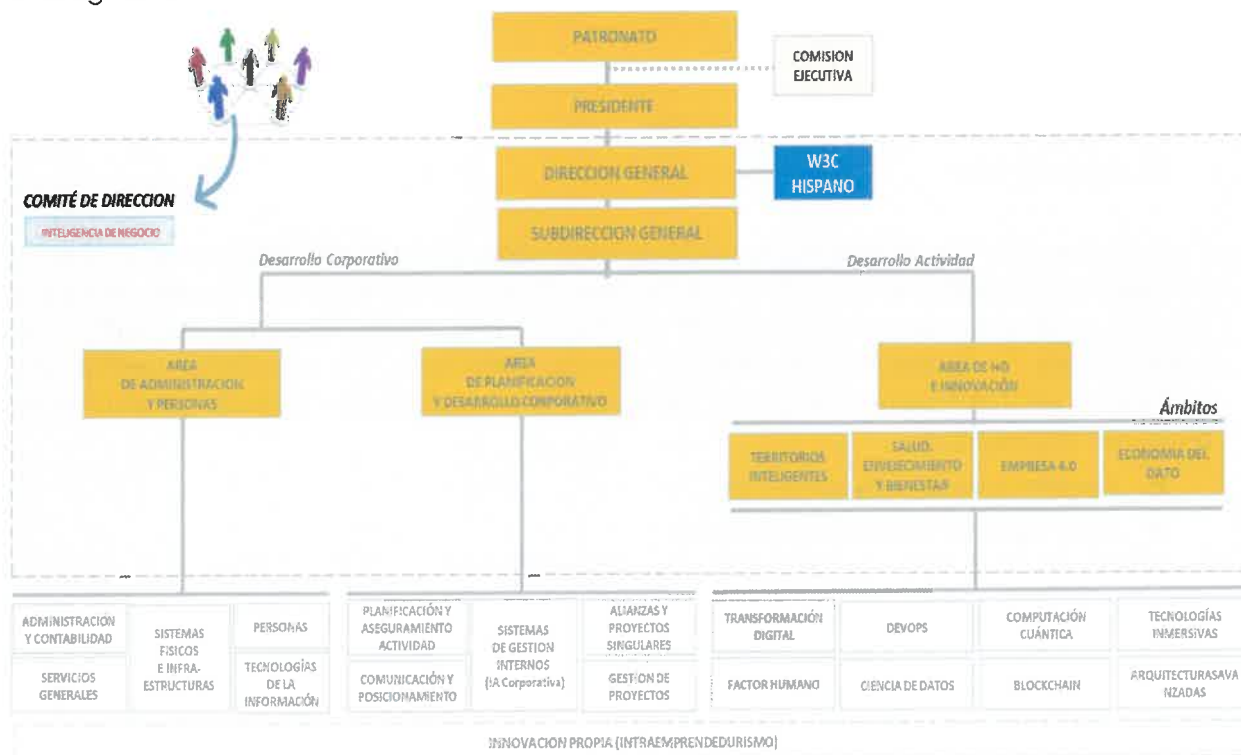 PATRONATO
COMISION
EJECUTIVA
PRESIDENTE
DIRECCION GENERAL
W3C
HISPANO
COMITÉ DE DIRECCION
INTELIGENCIA DE NEGOCIO
SUBDIRECCION GENERAL
Desarrollo Corporativo
Desarrollo Actividad
AREA
DE ADMINISTRACION
Y PERSONAS
AREA
DE PLANIFICACION
Y DESARROLLO CORPORATIVO
AREA DE I+D
E INNOVACIÓN
Ámbitos
TERRITORIOS
INTELIGENTES
SALUD,
ENVEJECIMIENTO
Y BIENESTAR
EMPRESA
ECONOMIA DEL
DATO
ADMINISTRACIÓN
Y CONTABILIDAD
SERVICIOS
GENERALES
SISTEMAS
FISICOS
E INFRA-
ESTRUCTURAS
PERSONAS
TECNOLOGÍAS
DE LA
INFORMACIÓN
PLANIFICACIÓN Y
ASEGURAMIENTO
ACTIVIDAD
COMUNICACIÓN Y
POSICIONAMIENTO
SISTEMAS
DE GESTION
INTERNOS
(IA Corporativa)
ALIANZAS Y
PROYECTOS
SINGULARES
GESTION DE
PROYECTOS
TRANSFORMACIÓN
DIGITAL
FACTOR HUMANO
DEVOPS
CIENCIA DE DATOS
COMPUTACIÓN
CUÁNTICA
BLOCKCHAIN
TECNOLOGÍAS
INMERSIVAS
ARQUITECTURASAVA
NZADAS
INNOVACION PROPIA (INTRAEMPRENDEDURISMO)